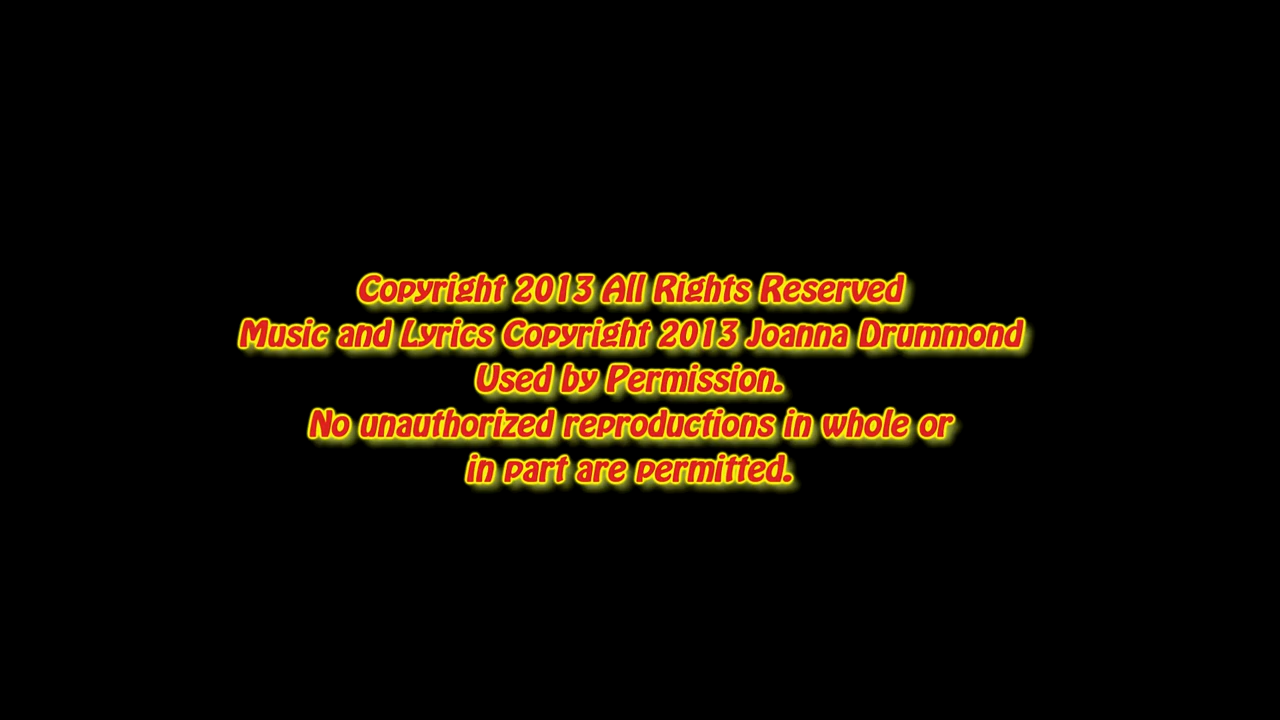 Copyright 2013 All Rights Reserved
Music and Lyrics Copyright 2013 Joanna Drummond
Used by Permission.
No unauthorized reproductions in whole or
in part are permitted.